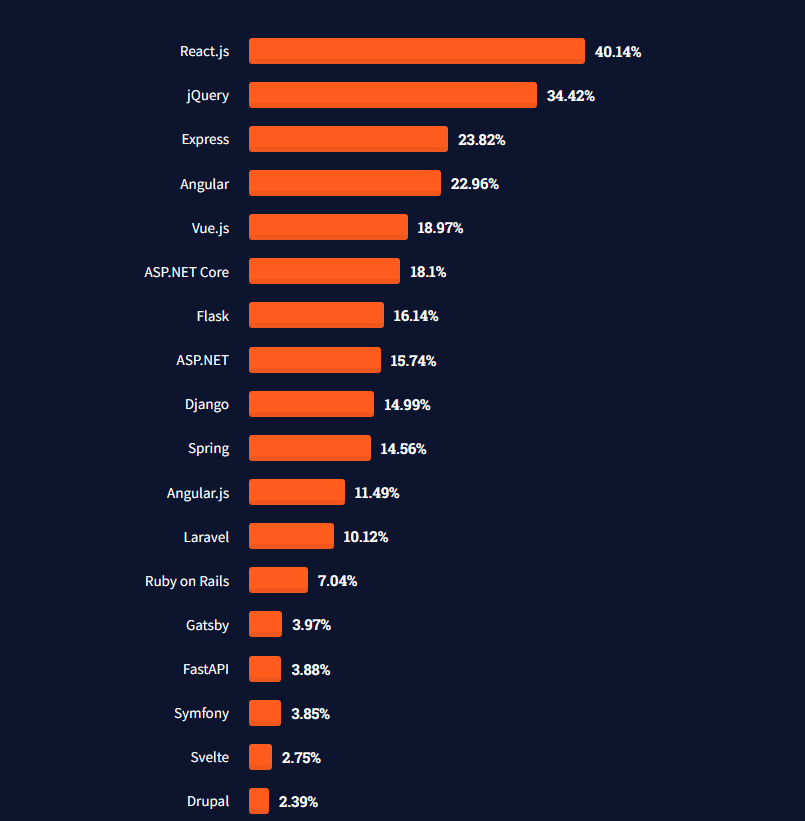 React.js 40.14%
jQuery 34.42%
Express 23.82%
Angular 22.96%
Vue.js 18.97%
ASP.NET Core 18.1%
Flask 16.14%
ASP.NET 15.74%
Django 14.99%
Spring 14.56%
Angular.js 11.49%
Laravel 10.12%
Ruby on Rails 7.04%
Gatsby 3.97%
FastAPI 3.88%
Symfony 3.85%
Svelte 2.75%
Drupal 2.39%